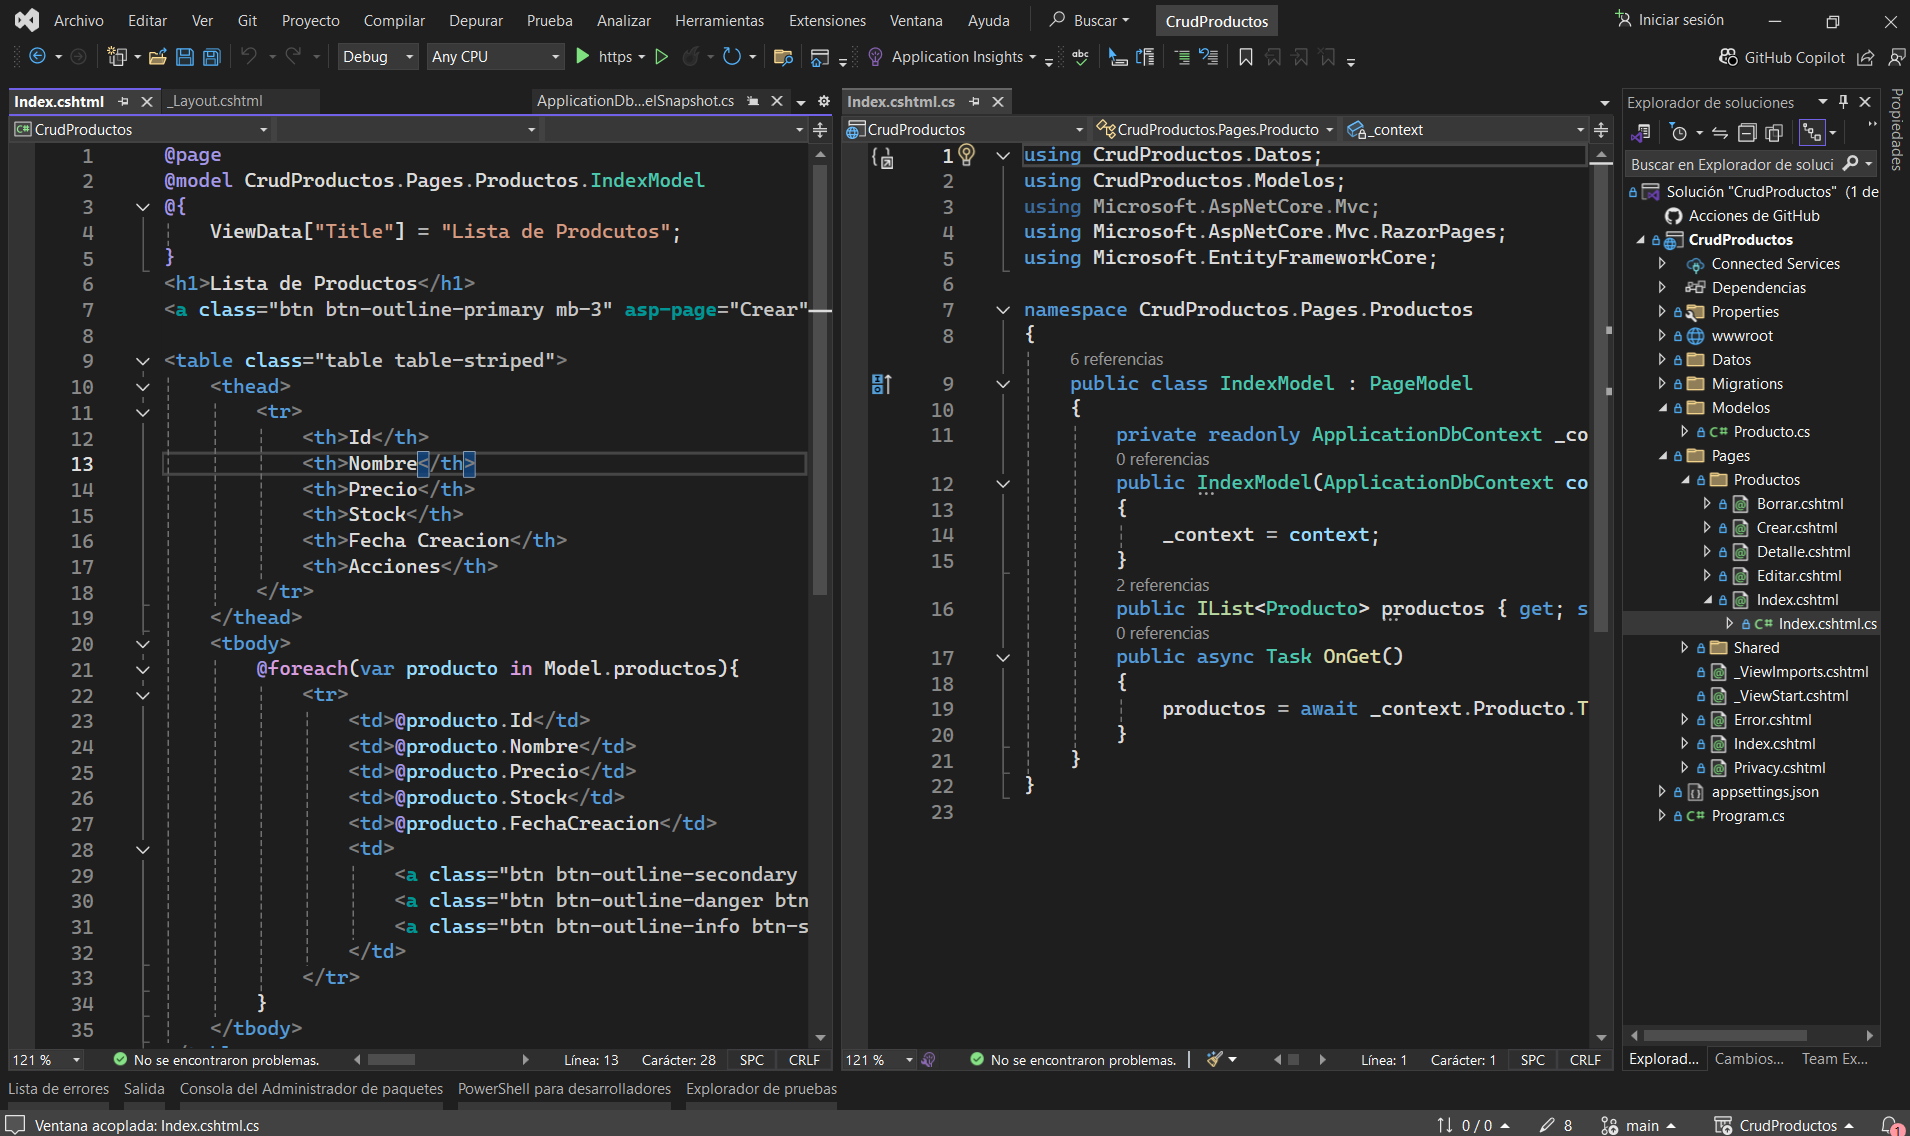 Archivo Editar Ver Git Proyecto Compilar Depurar Prueba Analizar Herramientas Extensiones Ventana Ayuda Buscar CrudProductos Iniciar sesión
Debug Any CPU https Application Insights abc GitHub Copilot
Index.cshtml _Layout.cshtml ApplicationDb...elSnapshot.cs
CrudProductos
1 @page
2 @model CrudProductos.Pages.Productos.IndexModel
3 @{
4 ViewData["Title"] = "Lista de Prodcutos";
5 }
6 <h1>Lista de Productos</h1>
7 <a class="btn btn-outline-primary mb-3" asp-page="Crear"
8
9 <table class="table table-striped">
10 <thead>
11 <tr>
12 <th>Id</th>
13 <th>Nombre</th>
14 <th>Precio</th>
15 <th>Stock</th>
16 <th>Fecha Creacion</th>
17 <th>Acciones</th>
18 </tr>
19 </thead>
20 <tbody>
21 @foreach(var producto in Model.productos){
22 <tr>
23 <td>@producto.Id</td>
24 <td>@producto.Nombre</td>
25 <td>@producto.Precio</td>
26 <td>@producto.Stock</td>
27 <td>@producto.FechaCreacion</td>
28 <td>
29 <a class="btn btn-outline-secondary
30 <a class="btn btn-outline-danger btn
31 <a class="btn btn-outline-info btn-s
32 </td>
33 </tr>
34 }
35 </tbody>
121 % No se encontraron problemas. Línea: 13 Carácter: 28 SPC CRLF
Index.cshtml.cs
CrudProductos CrudProductos.Pages.Producto _context
1 using CrudProductos.Datos;
2 using CrudProductos.Modelos;
3 using Microsoft.AspNetCore.Mvc;
4 using Microsoft.AspNetCore.Mvc.RazorPages;
5 using Microsoft.EntityFrameworkCore;
6
7 namespace CrudProductos.Pages.Productos
8 {
6 referencias
9 public class IndexModel : PageModel
10 {
11 private readonly ApplicationDbContext _co
0 referencias
12 public IndexModel(ApplicationDbContext co
13 {
14 _context = context;
15 }
2 referencias
16 public IList<Producto> productos { get; s
0 referencias
17 public async Task OnGet()
18 {
19 productos = await _context.Producto.T
20 }
21 }
22 }
23
121 % No se encontraron problemas. Línea: 1 Carácter: 1 SPC CRLF
Explorador de soluciones
Buscar en Explorador de soluci
Solución "CrudProductos" (1 de
Acciones de GitHub
CrudProductos
Connected Services
Dependencias
Properties
wwwroot
Datos
Migrations
Modelos
C# Producto.cs
Pages
Productos
Borrar.cshtml
Crear.cshtml
Detalle.cshtml
Editar.cshtml
Index.cshtml
C# Index.cshtml.cs
Shared
_ViewImports.cshtml
_ViewStart.cshtml
Error.cshtml
Index.cshtml
Privacy.cshtml
appsettings.json
C# Program.cs
Explorad... Cambios... Team Ex...
Propiedades
Lista de errores Salida Consola del Administrador de paquetes PowerShell para desarrolladores Explorador de pruebas
Ventana acoplada: Index.cshtml.cs 0 / 0 8 main CrudProductos 1